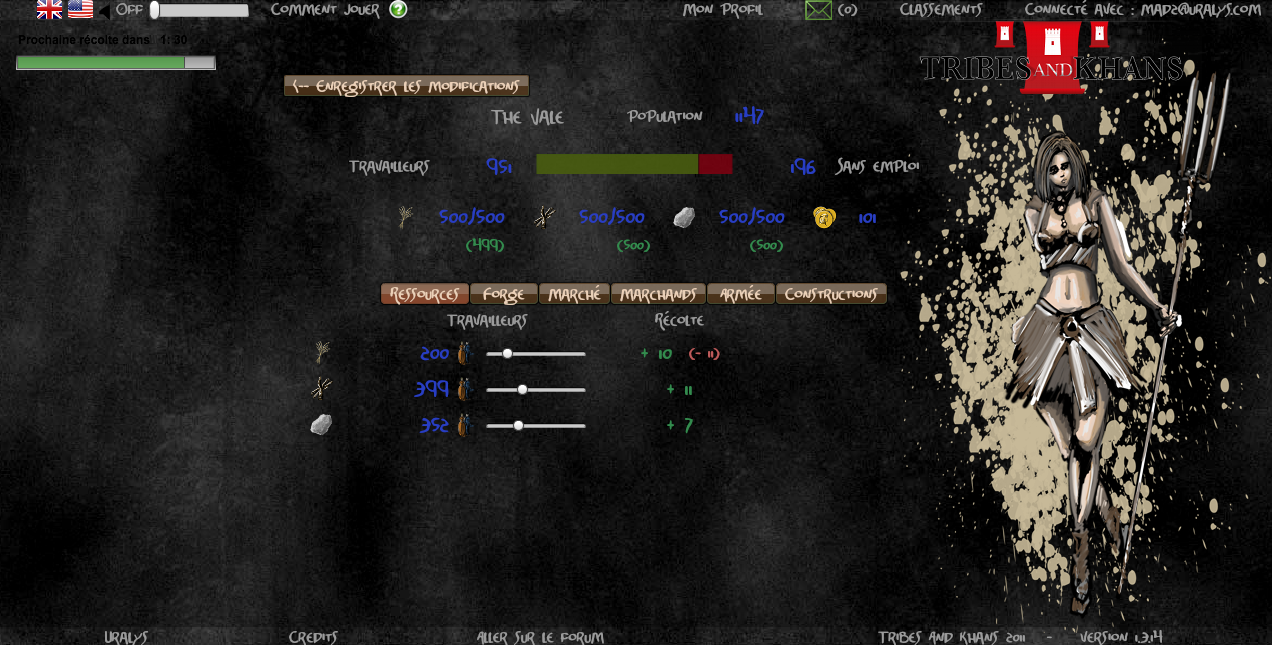 Off Comment jouer ? Mon Profil (0) Classements Connecté avec : mad2@uralys.com
Prochaine récolte dans 1: 30
TRIBES AND KHANS
<-- Enregistrer les modifications
The Vale Population 1147
Travailleurs 951 196 Sans emploi
500/500 500/500 500/500 101
(499) (500) (500)
Ressources Forge Marché Marchands Armée Constructions
Travailleurs Récolte
200 + 10 (- 11)
399 + 11
352 + 7
Uralys Credits Aller sur le forum Tribes and Khans 2011 - version 1.3.14